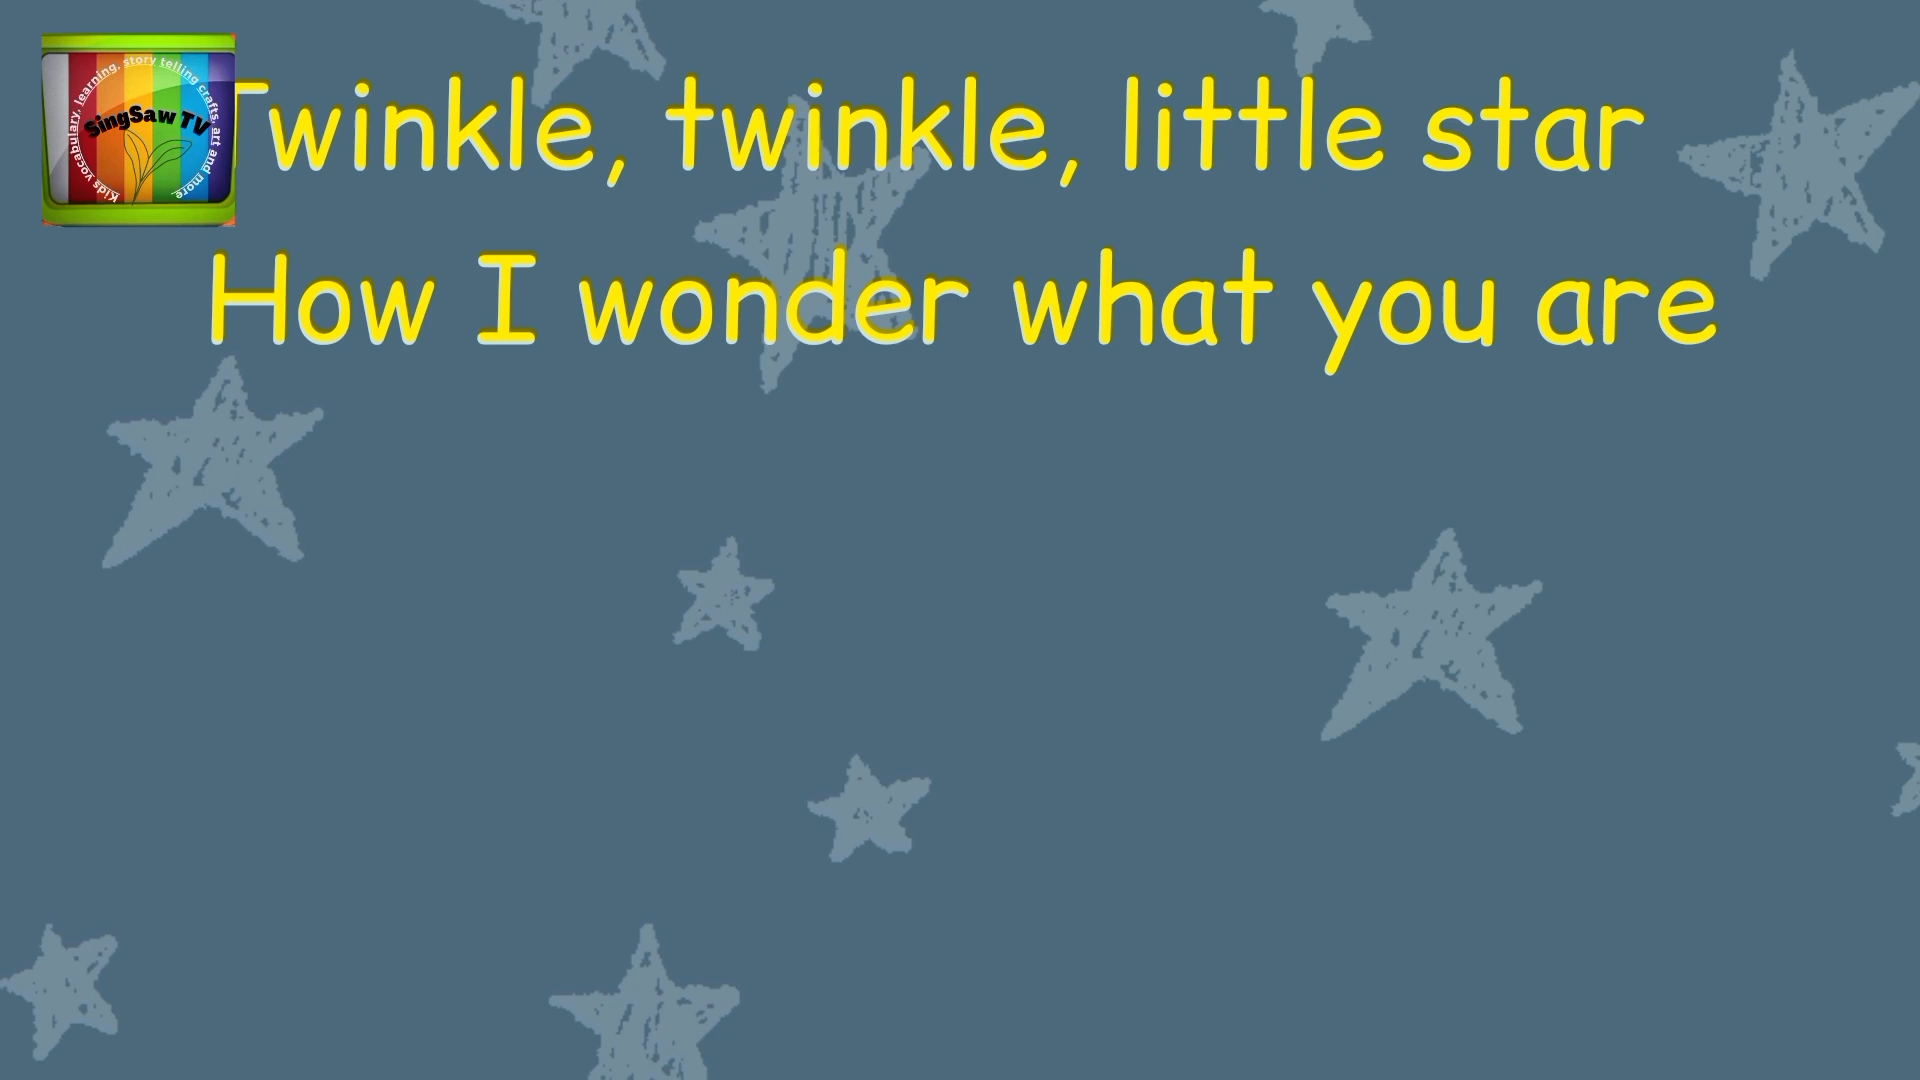 Kids vocabulary, learning, story telling crafts, art and more
SingSaw TV
Twinkle, twinkle, little star
How I wonder what you are